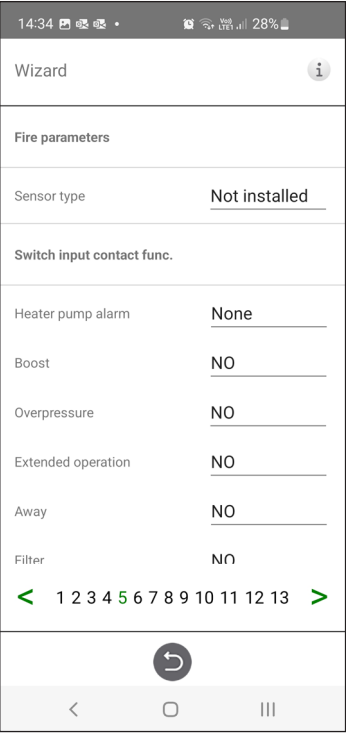 14:34 28%
Wizard i
Fire parameters
Sensor type Not installed
Switch input contact func.
Heater pump alarm None
Boost NO
Overpressure NO
Extended operation NO
Away NO
Filter NO
< 1 2 3 4 5 6 7 8 9 10 11 12 13 >